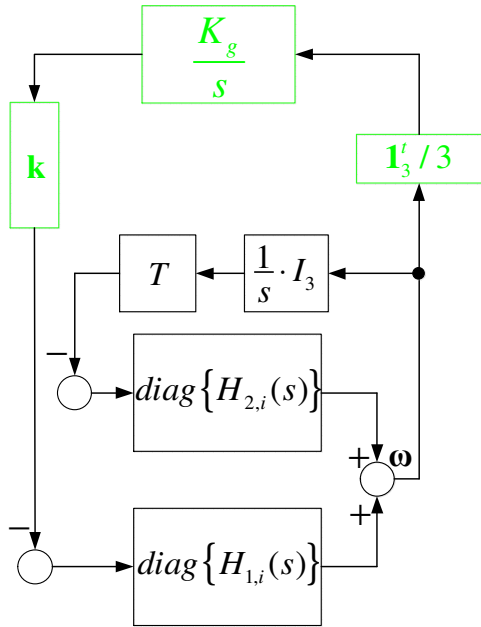 K_g
s
k
1_3^t / 3
T
1/s · I_3
−
diag{H_{2,i}(s)}
+ ω
+
−
diag{H_{1,i}(s)}